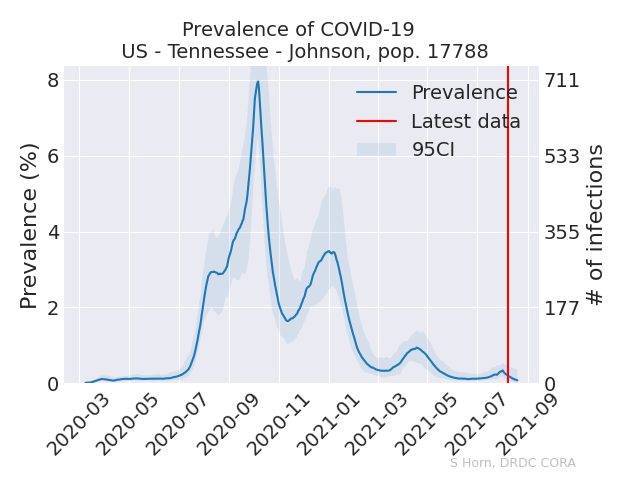 Prevalence of COVID-19
US - Tennessee - Johnson, pop. 17788
Prevalence (%)
8
6
4
2
0
Prevalence
Latest data
95CI
711
533
355
177
0
# of infections
2020-03
2020-05
2020-07
2020-09
2020-11
2021-01
2021-03
2021-05
2021-07
2021-09
S Horn, DRDC CORA